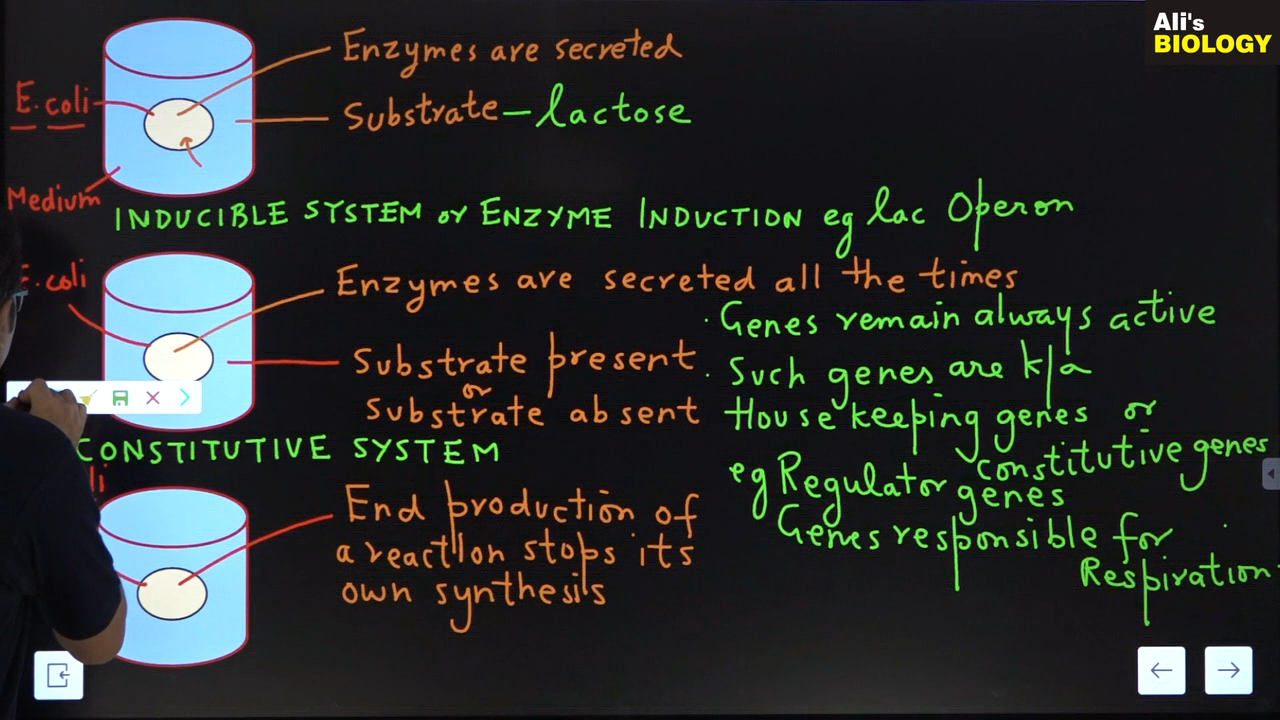 Ali's
BIOLOGY
Enzymes are secreted
E.coli
Substrate – lactose
Medium
INDUCIBLE SYSTEM or ENZYME INDUCTION eg lac Operon
E.coli
Enzymes are secreted all the times
Substrate present
or
Substrate absent
CONSTITUTIVE SYSTEM
· Genes remain always active
· Such genes are k/a
House keeping genes or
constitutive genes
eg Regulator genes
Genes responsible for
Respiration
li
End production of
a reaction stops its
own synthesis